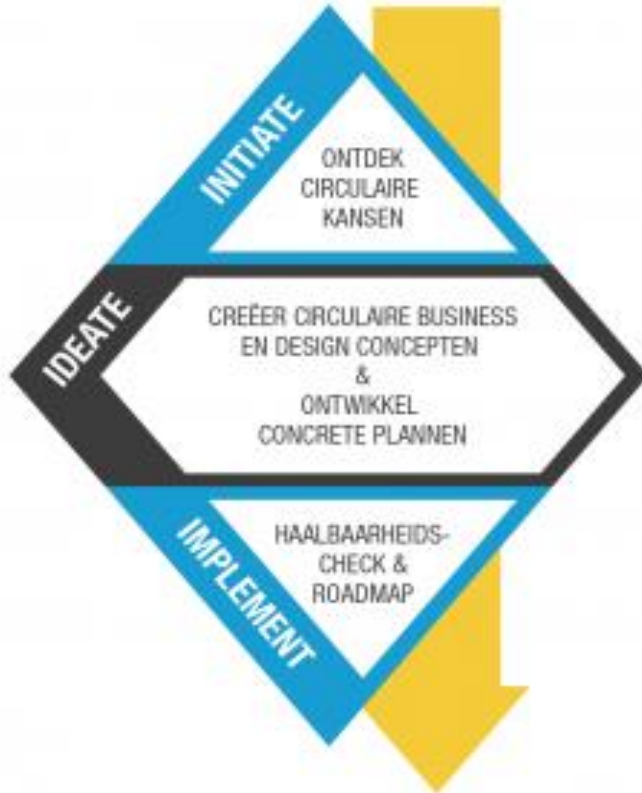 INITIATE
ONTDEK
CIRCULAIRE
KANSEN
IDEATE
CREËER CIRCULAIRE BUSINESS
EN DESIGN CONCEPTEN
&
ONTWIKKEL
CONCRETE PLANNEN
IMPLEMENT
HAALBAARHEIDS-
CHECK &
ROADMAP